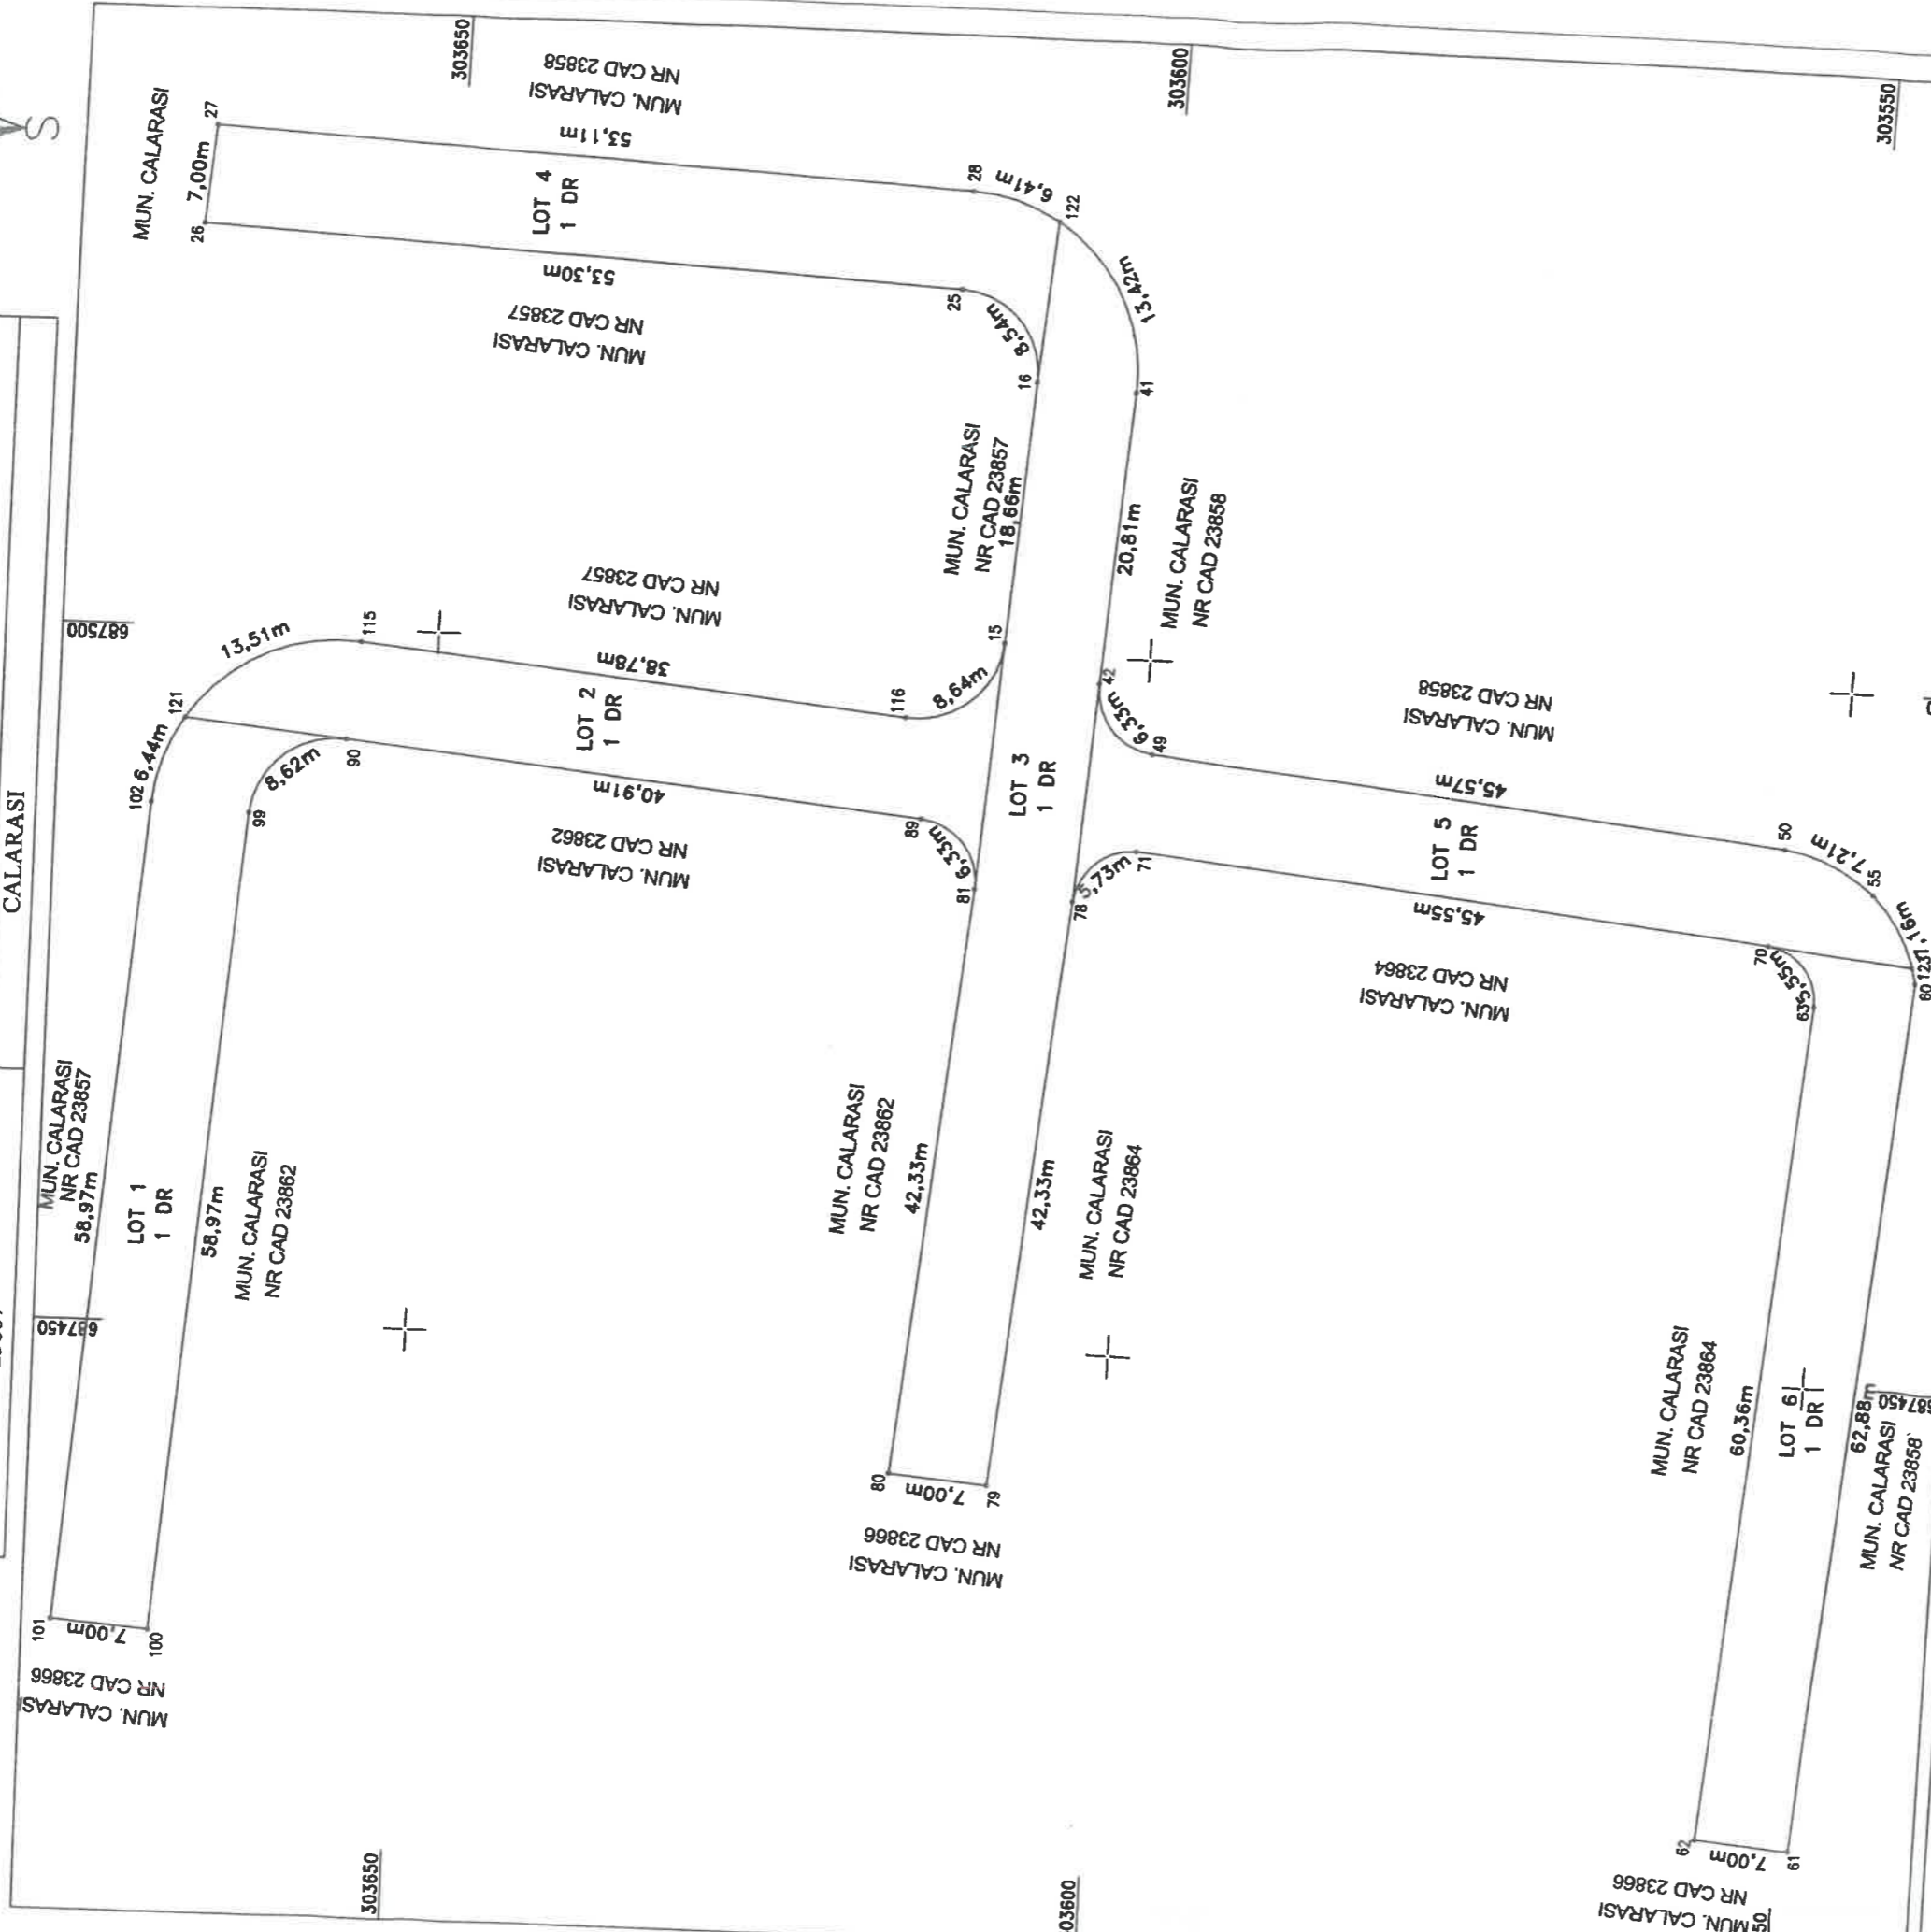 S
CALARASI
303650
303600
303550
687500
687450
MUN. CALARASI
27
7,00m
26
MUN. CALARASI
NR CAD 23858
53,11m
LOT 4
1 DR
53,30m
NR CAD 23857
MUN. CALARASI
28
6,41m
122
25
8,54m
16
13,42m
41
MUN. CALARASI
NR CAD 23857
18,66m
20,81m
MUN. CALARASI
NR CAD 23858
15
42
13,51m
115
121
MUN. CALARASI
NR CAD 23857
38,78m
LOT 2
1 DR
116
8,64m
102
6,44m
8,62m
99
90
40,91m
NR CAD 23862
MUN. CALARASI
89
6,33m
81
LOT 3
1 DR
6,33m
49
NR CAD 23858
MUN. CALARASI
45,57m
LOT 5
1 DR
45,55m
NR CAD 23864
MUN. CALARASI
78
5,73m
71
50
7,21m
55
1,16m
123
60
70
5,55m
63
MUN. CALARASI
NR CAD 23857
58,97m
LOT 1
1 DR
58,97m
MUN. CALARASI
NR CAD 23862
MUN. CALARASI
NR CAD 23862
42,33m
42,33m
MUN. CALARASI
NR CAD 23864
MUN. CALARASI
NR CAD 23864
60,36m
LOT 6
1 DR
62,88m
687450
MUN. CALARASI
NR CAD 23858
80
7,00m
79
NR CAD 23866
MUN. CALARASI
101
7,00m
100
NR CAD 23866
MUN. CALARASI
62
7,00m
61
NR CAD 23866
MUN. CALARASI
303650
03600
50